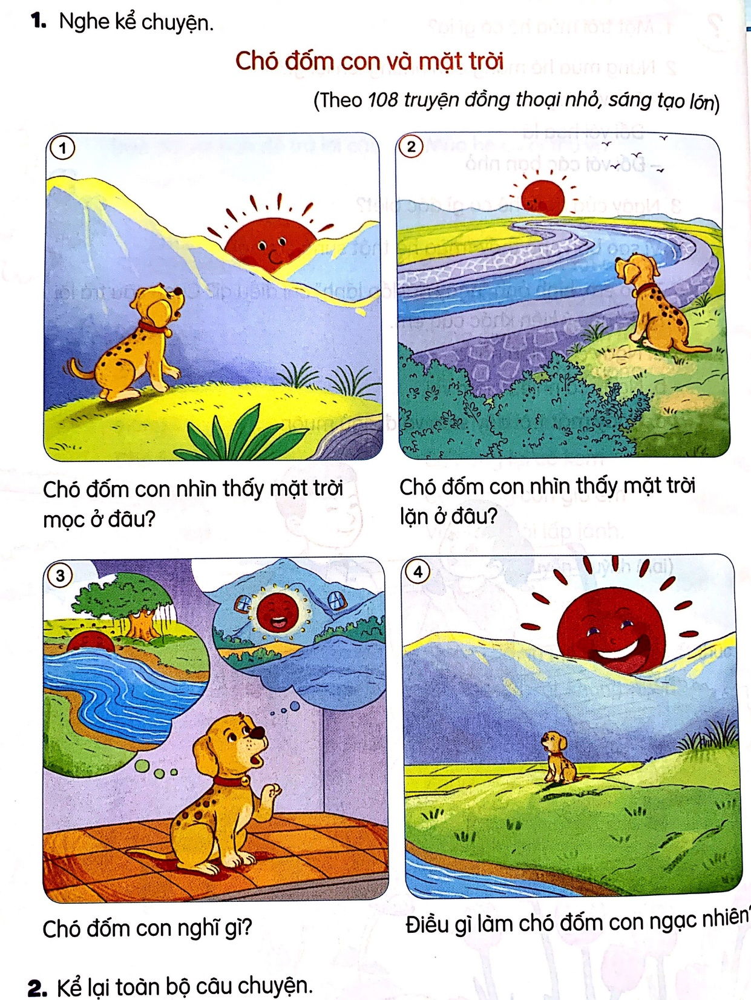 1. Nghe kể chuyện.
Chó đốm con và mặt trời
(Theo 108 truyện đồng thoại nhỏ, sáng tạo lớn)
1
2
Chó đốm con nhìn thấy mặt trời
mọc ở đâu?
Chó đốm con nhìn thấy mặt trời
lặn ở đâu?
3
4
Chó đốm con nghĩ gì?
Điều gì làm chó đốm con ngạc nhiên?
2. Kể lại toàn bộ câu chuyện.